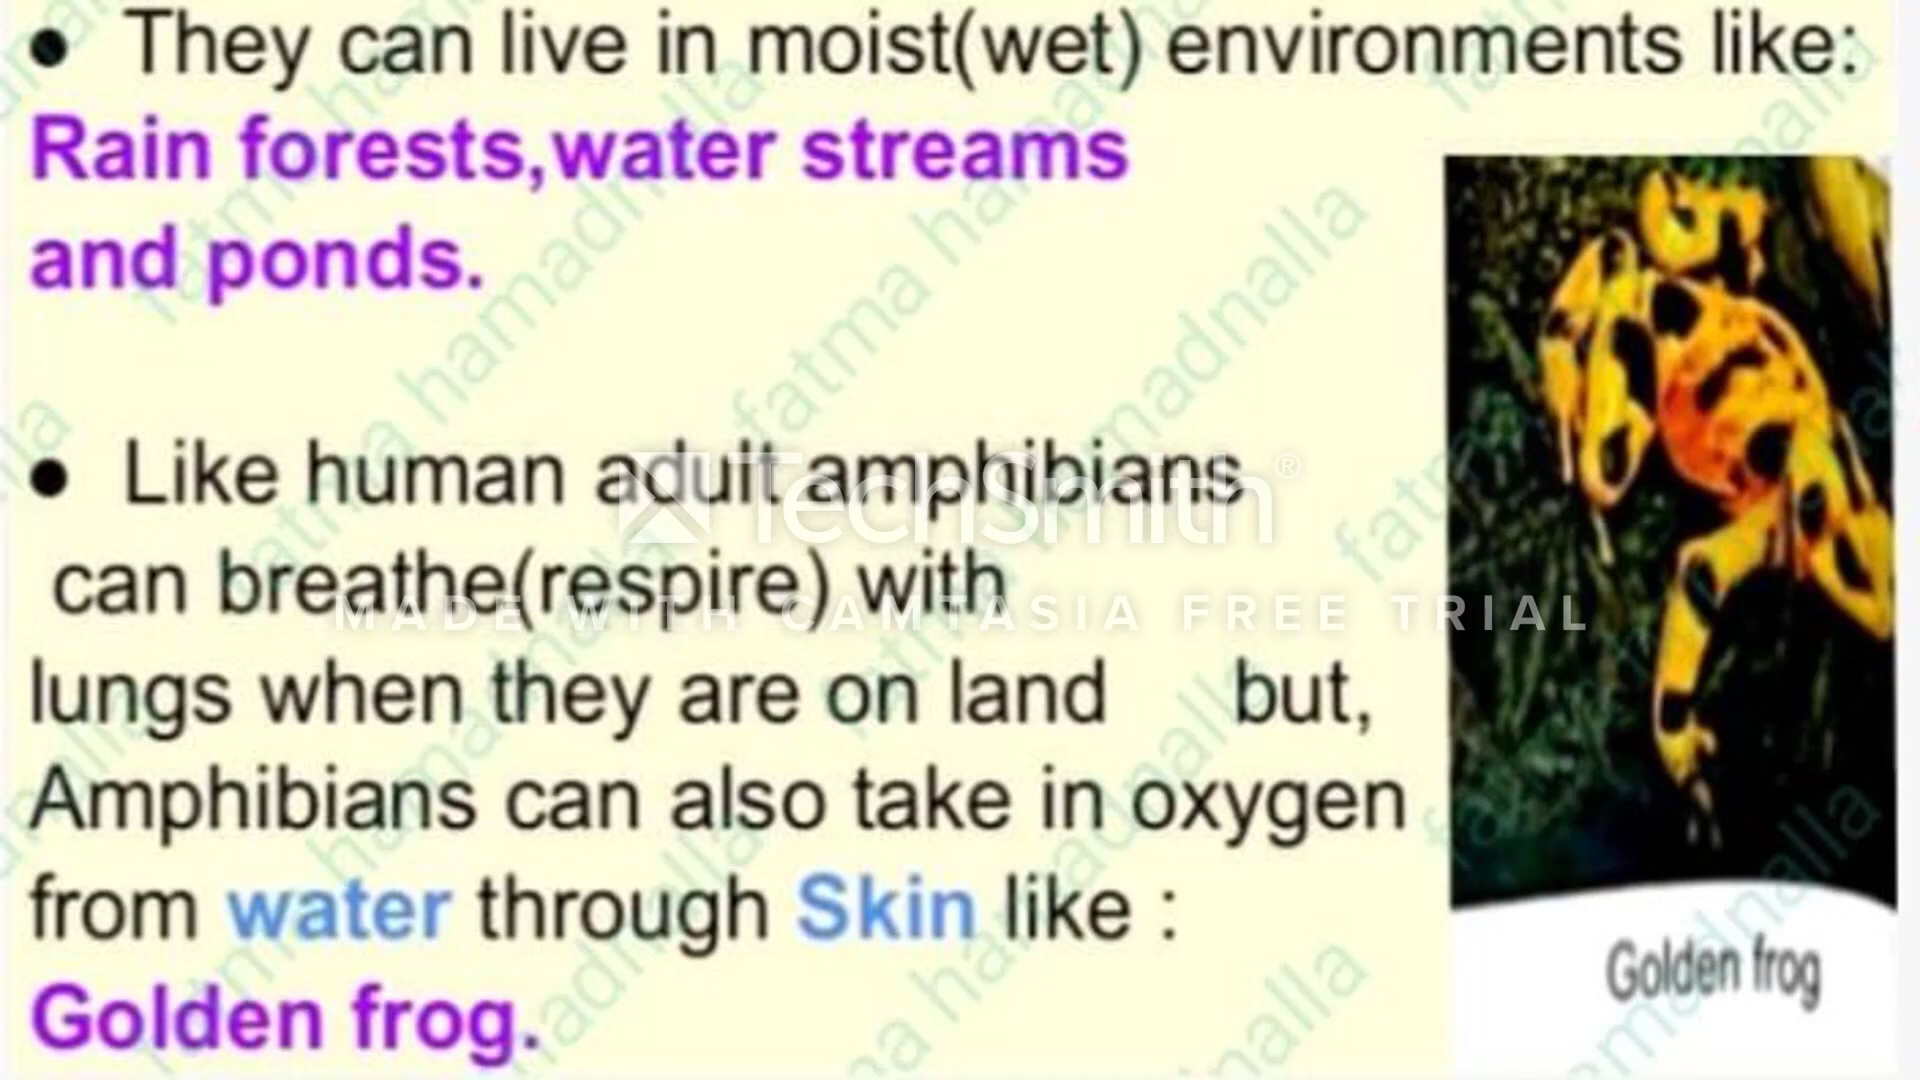 • They can live in moist(wet) environments like:
Rain forests,water streams
and ponds.
• Like human adult amphibians
can breathe(respire) with
lungs when they are on land but,
Amphibians can also take in oxygen
from water through Skin like :
Golden frog.
Golden frog
TechSmith®
MADE WITH CAMTASIA FREE TRIAL
fatma hamadnalla